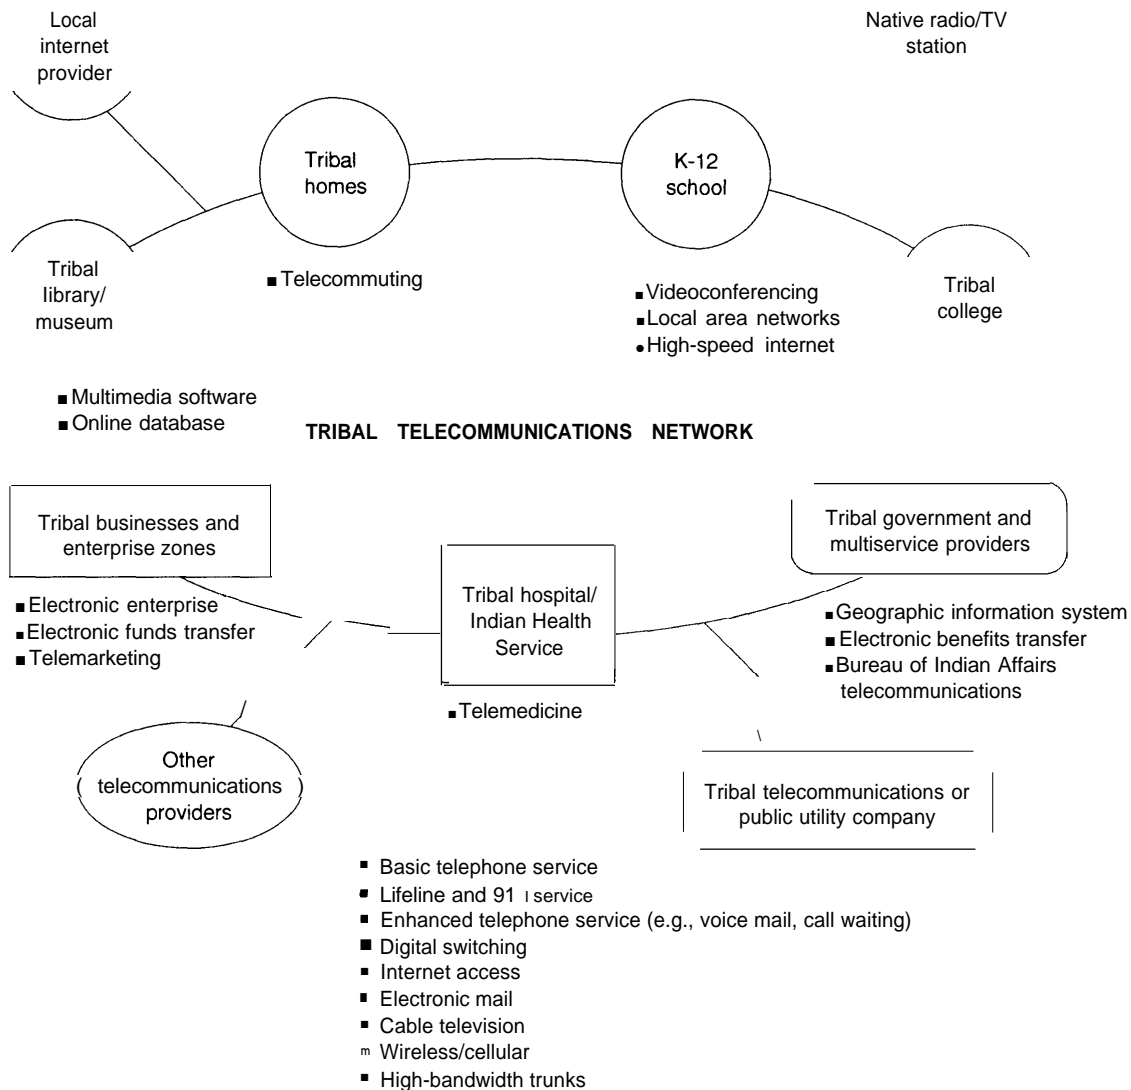 Local
internet
provider
Native radio/TV
station
Tribal
homes
K-12
school
Tribal
library/
museum
■ Telecommuting
■ Videoconferencing
■ Local area networks
● High-speed internet
Tribal
college
■ Multimedia software
■ Online database
TRIBAL TELECOMMUNICATIONS NETWORK
Tribal businesses and
enterprise zones
Tribal government and
multiservice providers
Tribal hospital/
Indian Health
Service
■ Electronic enterprise
■ Electronic funds transfer
■ Telemarketing
■ Geographic information system
■ Electronic benefits transfer
■ Bureau of Indian Affairs
telecommunications
■ Telemedicine
Other
telecommunications
providers
Tribal telecommunications or
public utility company
■ Basic telephone service
■ Lifeline and 91 I service
■ Enhanced telephone service (e.g., voice mail, call waiting)
■ Digital switching
■ Internet access
■ Electronic mail
■ Cable television
m Wireless/cellular
■ High-bandwidth trunks